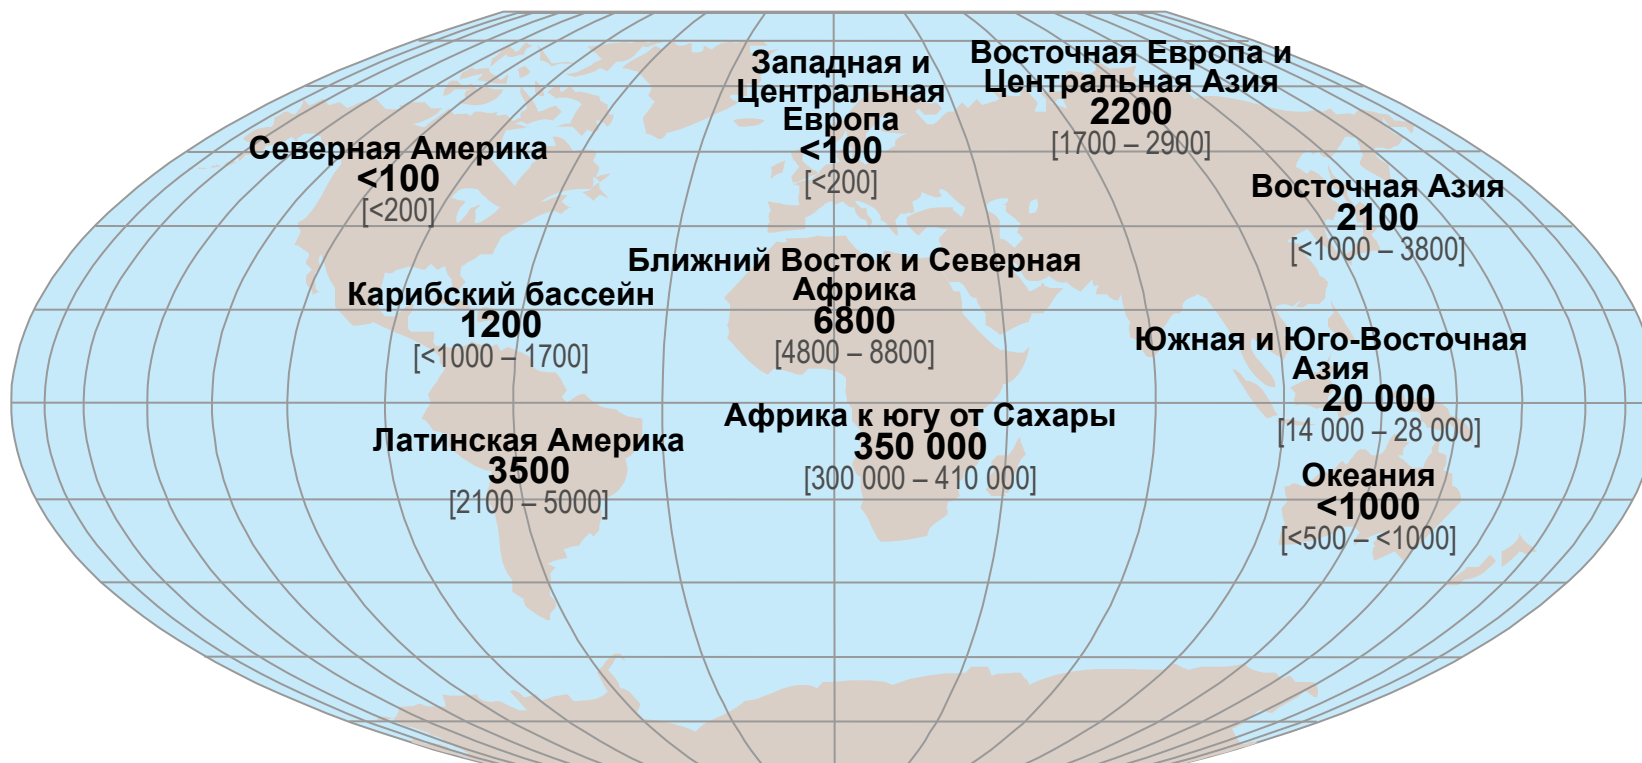 Западная и
Центральная
Европа
<100
[<200]
Восточная Европа и
Центральная Азия
2200
[1700 – 2900]
Северная Америка
<100
[<200]
Восточная Азия
2100
[<1000 – 3800]
Ближний Восток и Северная
Африка
6800
[4800 – 8800]
Карибский бассейн
1200
[<1000 – 1700]
Южная и Юго-Восточная
Азия
20 000
[14 000 – 28 000]
Африка к югу от Сахары
350 000
[300 000 – 410 000]
Латинская Америка
3500
[2100 – 5000]
Океания
<1000
[<500 – <1000]